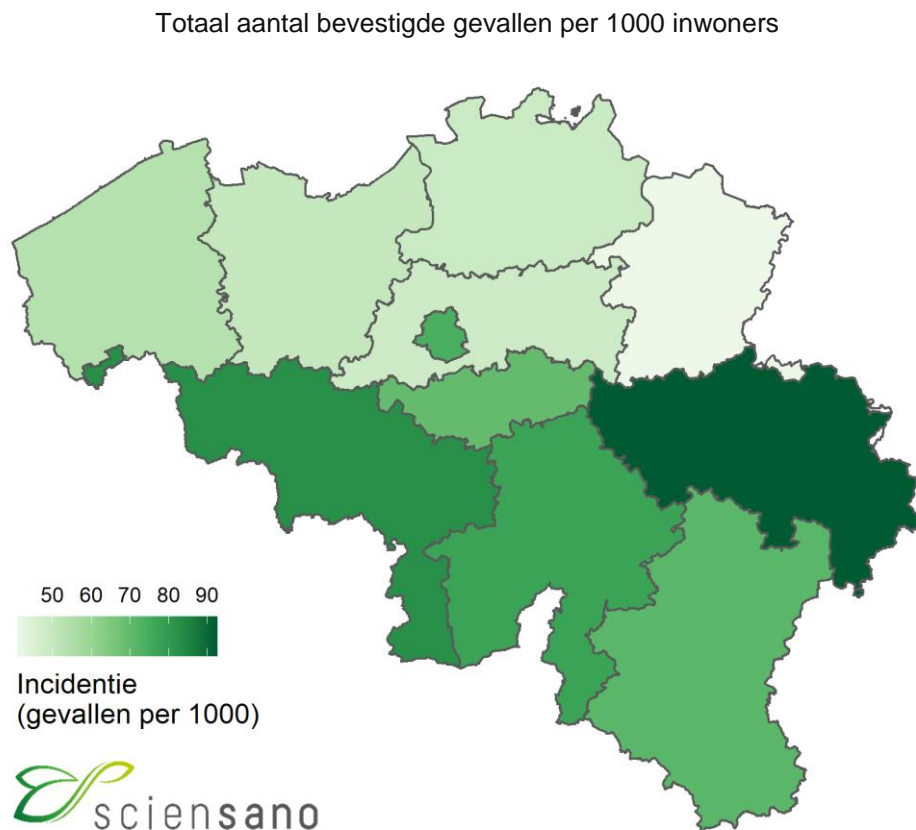 Totaal aantal bevestigde gevallen per 1000 inwoners
50 60 70 80 90
Incidentie
(gevallen per 1000)
sciensano